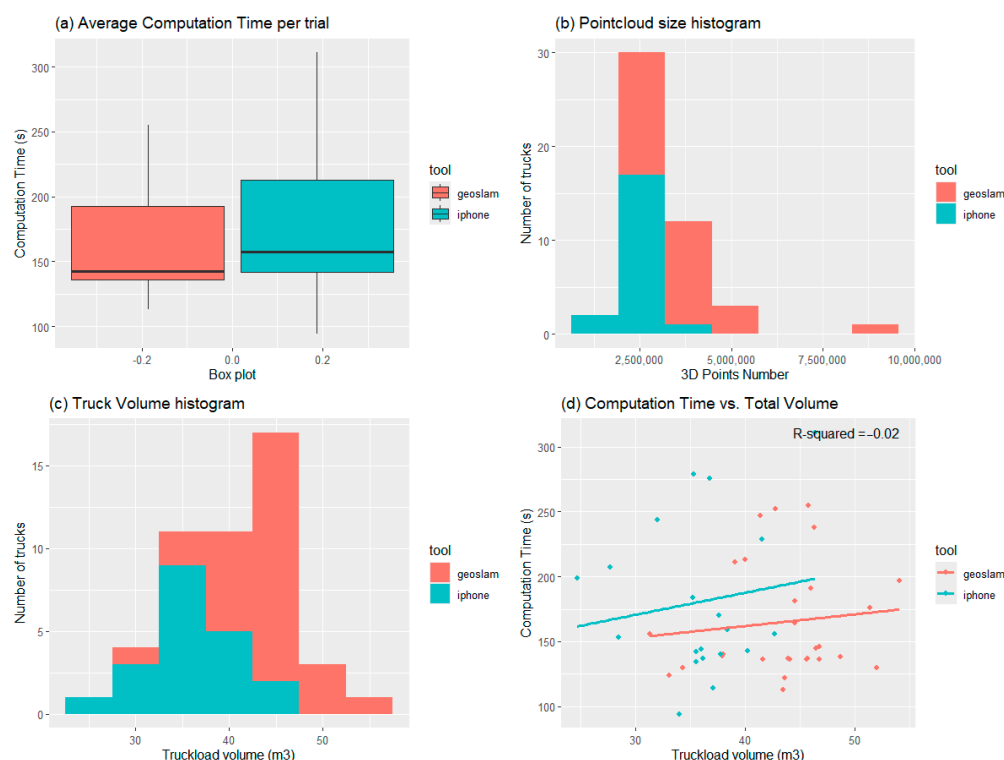 (a) Average Computation Time per trial
300
250
200
150
100
Computation Time (s)
-0.2
0.0
0.2
Box plot
tool
geoslam
iphone
(b) Pointcloud size histogram
30
20
10
0
Number of trucks
2,500,000
5,000,000
7,500,000
10,000,000
3D Points Number
tool
geoslam
iphone
(c) Truck Volume histogram
15
10
5
0
Number of trucks
30
40
50
Truckload volume (m3)
tool
geoslam
iphone
(d) Computation Time vs. Total Volume
R-squared =−0.02
300
250
200
150
100
Computation Time (s)
30
40
50
Truckload volume (m3)
tool
geoslam
iphone